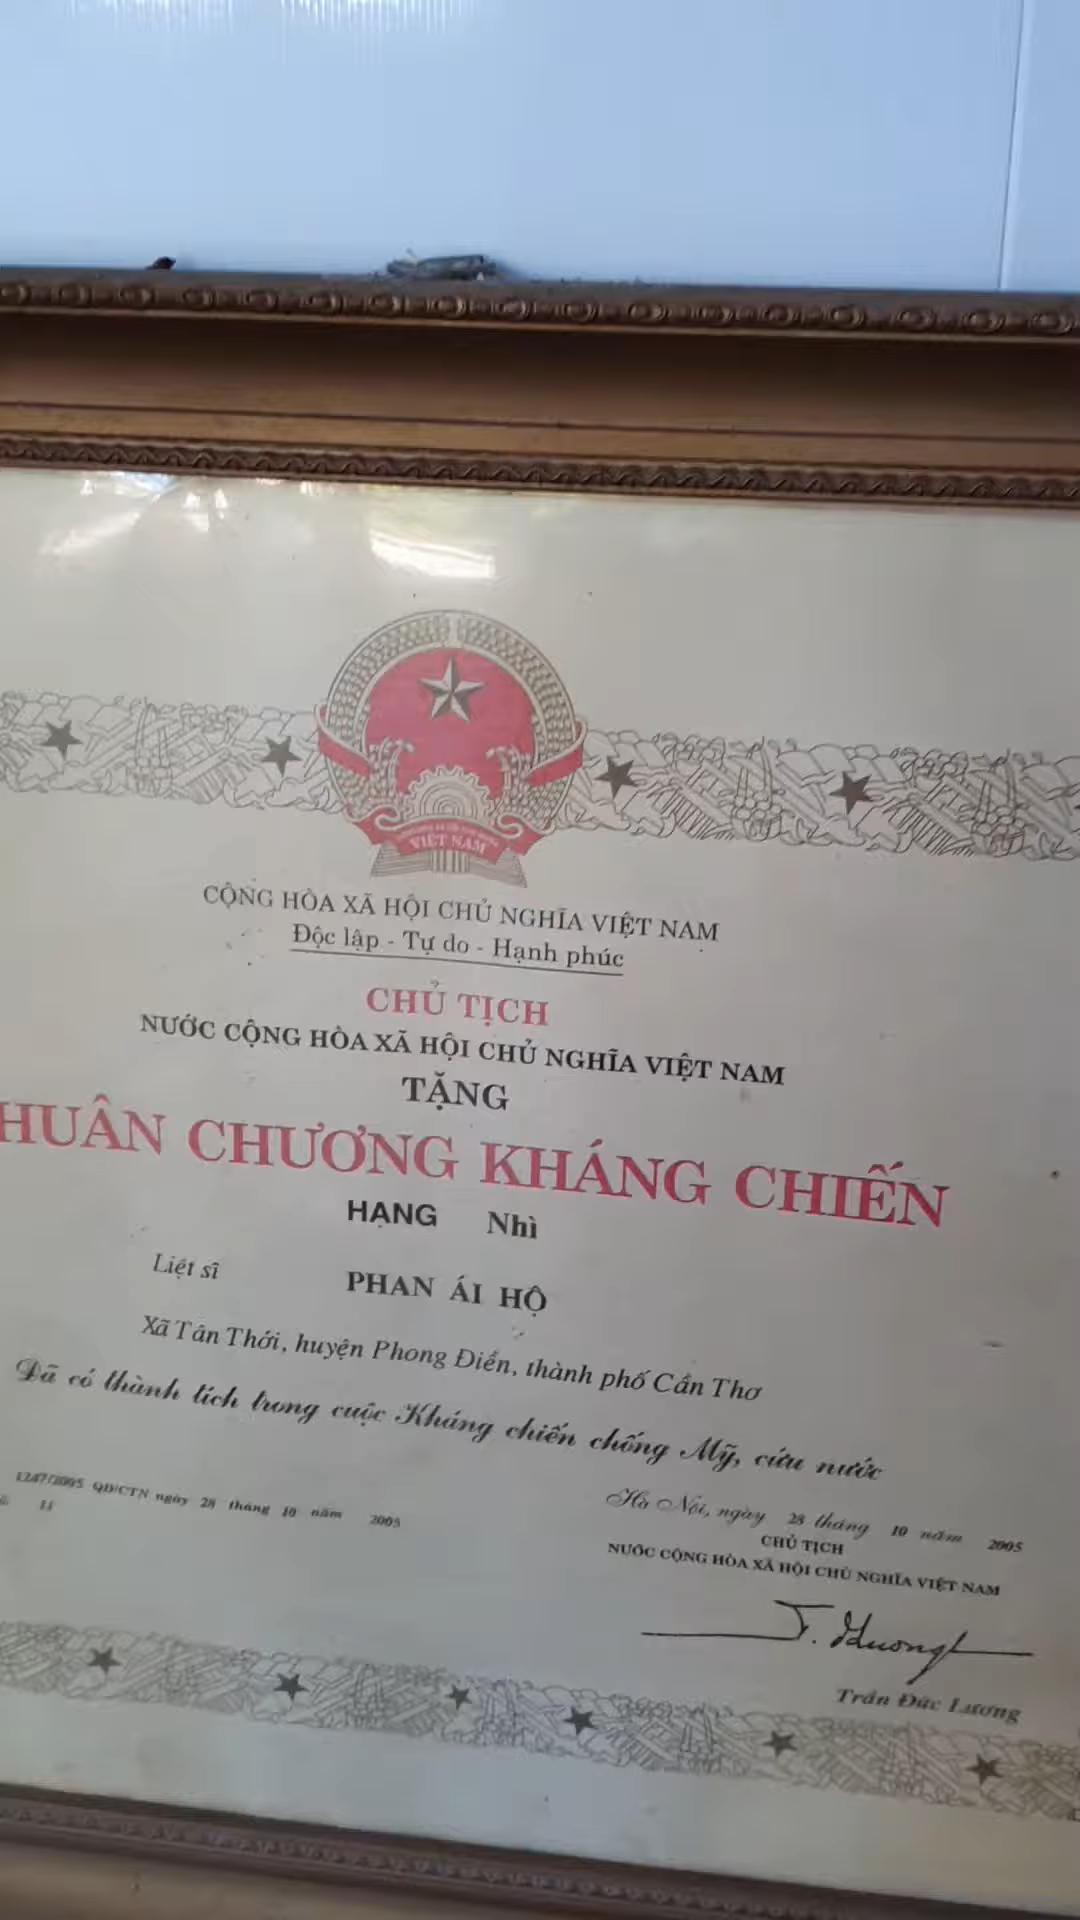 VIỆT NAM
CỘNG HÒA XÃ HỘI CHỦ NGHĨA VIỆT NAM
Độc lập - Tự do - Hạnh phúc
CHỦ TỊCH
NƯỚC CỘNG HÒA XÃ HỘI CHỦ NGHĨA VIỆT NAM
TẶNG
HUÂN CHƯƠNG KHÁNG CHIẾN
HẠNG Nhì
Liệt sĩ PHAN ÁI HỘ
Xã Tân Thới, huyện Phong Điền, thành phố Cần Thơ
Đã có thành tích trong cuộc Kháng chiến chống Mỹ, cứu nước
1247/2005 QĐ/CTN ngày 28 tháng 10 năm 2005
11
Hà Nội, ngày 28 tháng 10 năm 2005
CHỦ TỊCH
NƯỚC CỘNG HÒA XÃ HỘI CHỦ NGHĨA VIỆT NAM
Trần Đức Lương